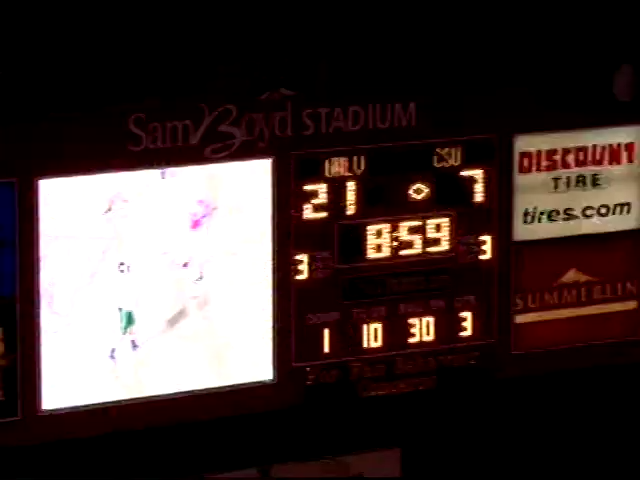 Sam Boyd STADIUM
UNLV CSU
21 7
8:59
3 3
DOWN TO GO BALL ON QTR
1 10 30 3
DISCOUNT
TIRE
tires.com
SUMMERLIN